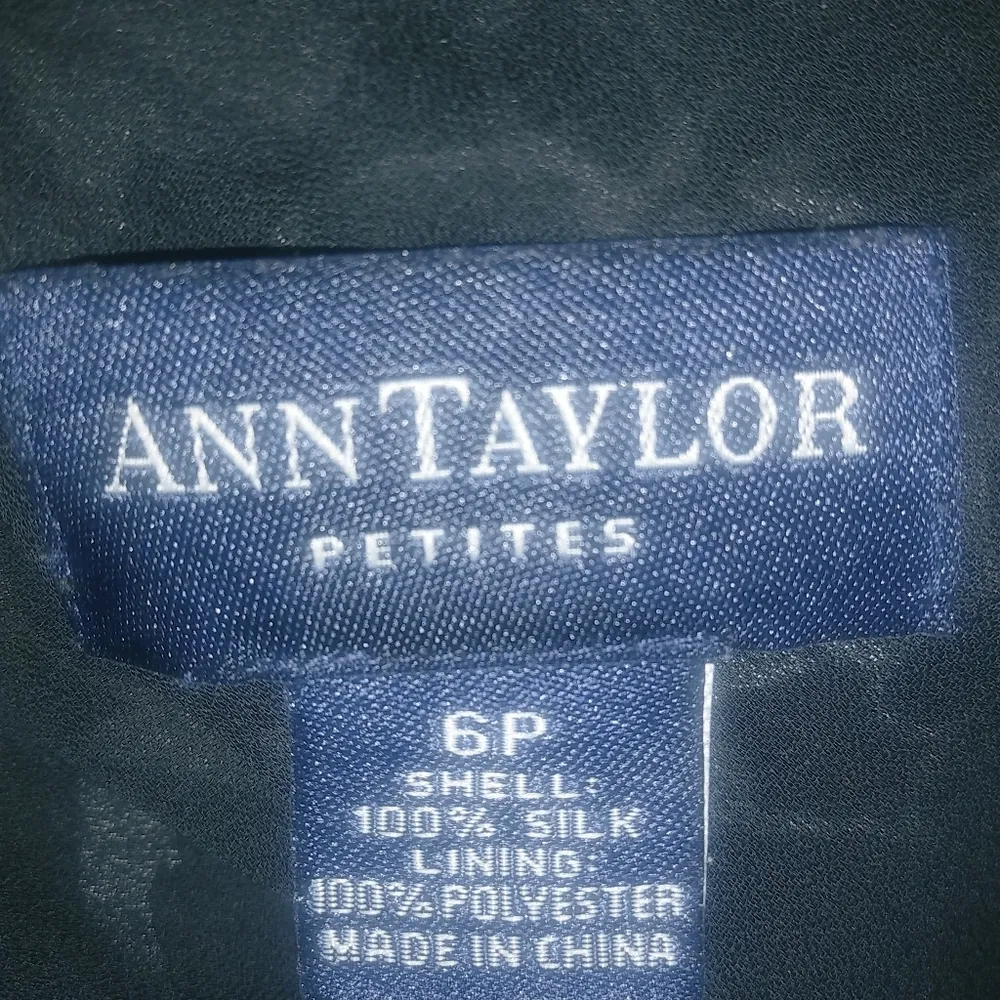 ANNTAYLOR
PETITES
6P
SHELL:
100% SILK
LINING:
100% POLYESTER
MADE IN CHINA